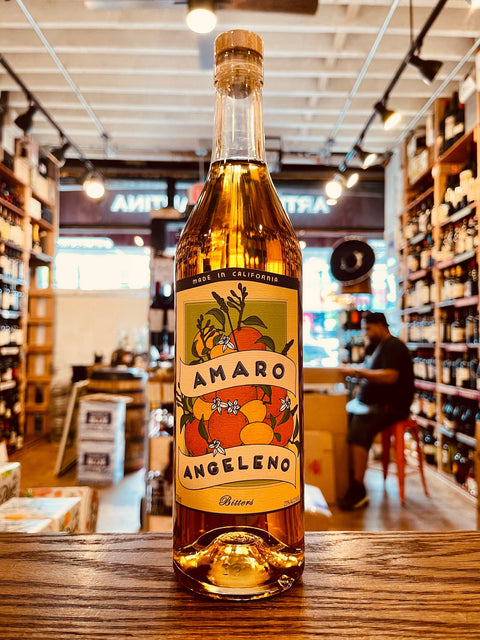 MADE IN CALIFORNIA
AMARO
ANGELENO
Bitters